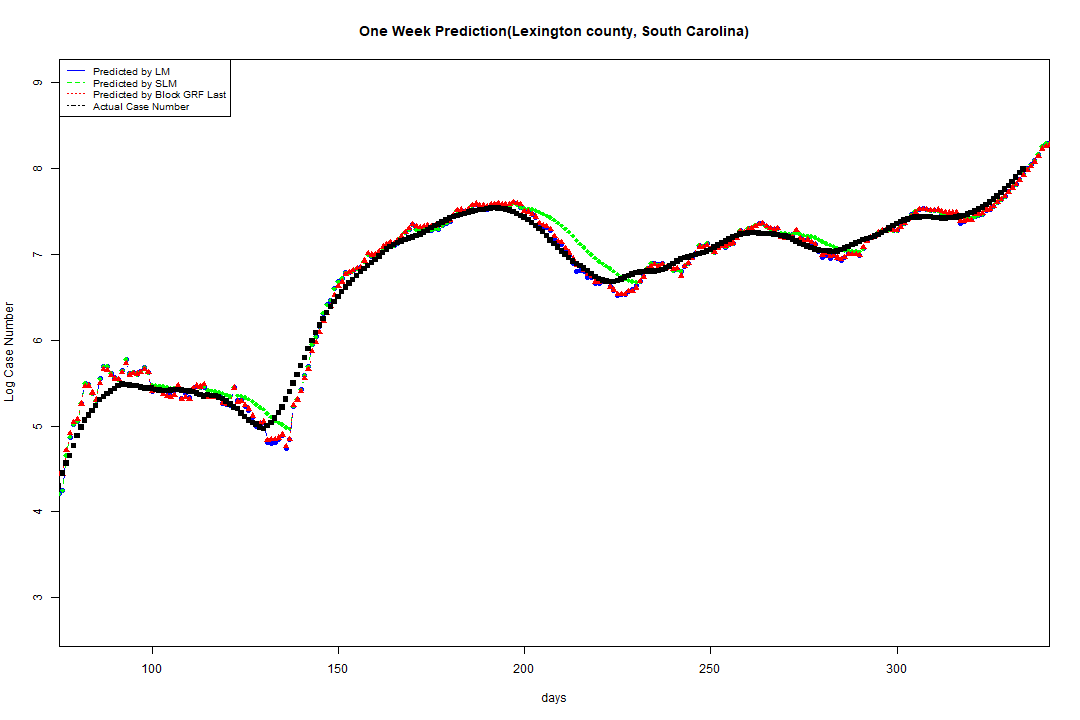 One Week Prediction(Lexington county, South Carolina)
Predicted by LM
Predicted by SLM
Predicted by Block GRF Last
Actual Case Number
9
8
7
6
5
4
3
Log Case Number
100 150 200 250 300
days